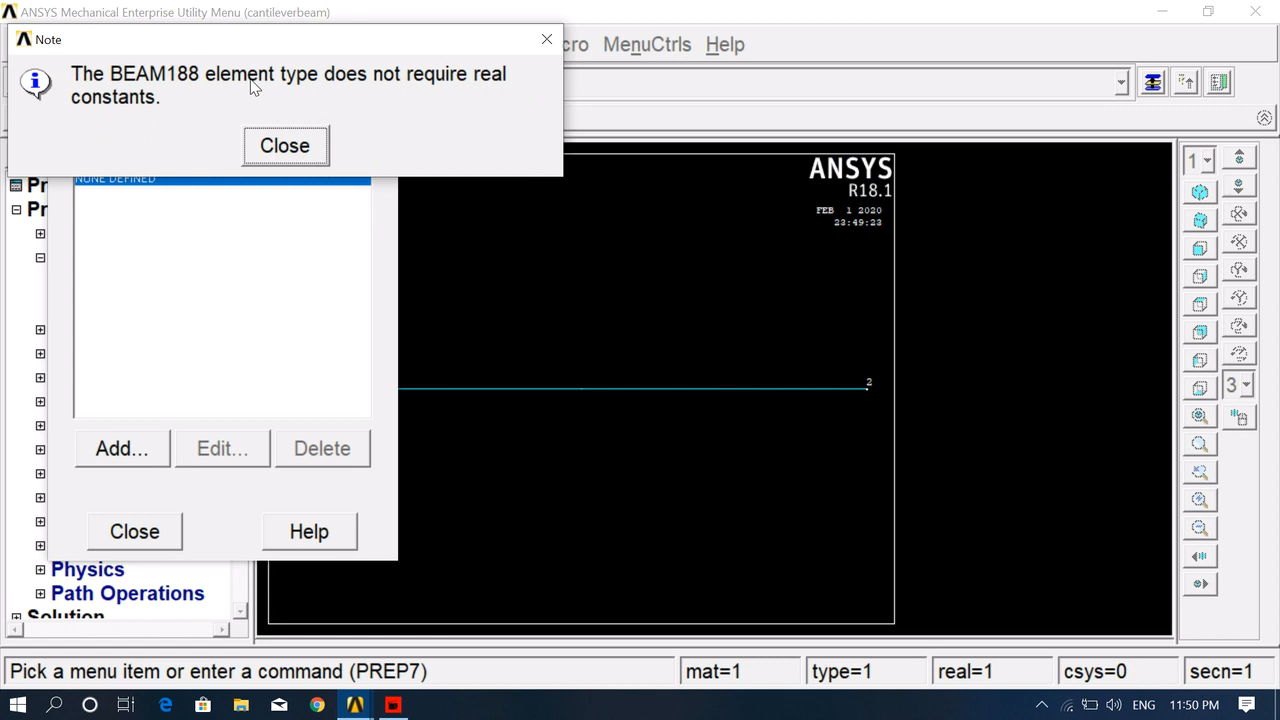 ANSYS Mechanical Enterprise Utility Menu (cantileverbeam)
Note
cro MenuCtrls Help
The BEAM188 element type does not require real
constants.
Close
NONE DEFINED
Pr
Pr
ANSYS
R18.1
FEB 1 2020
23:49:23
1
2
3
Add... Edit... Delete
Close Help
Physics
Path Operations
Solution
Pick a menu item or enter a command (PREP7) mat=1 type=1 real=1 csys=0 secn=1
ENG 11:50 PM